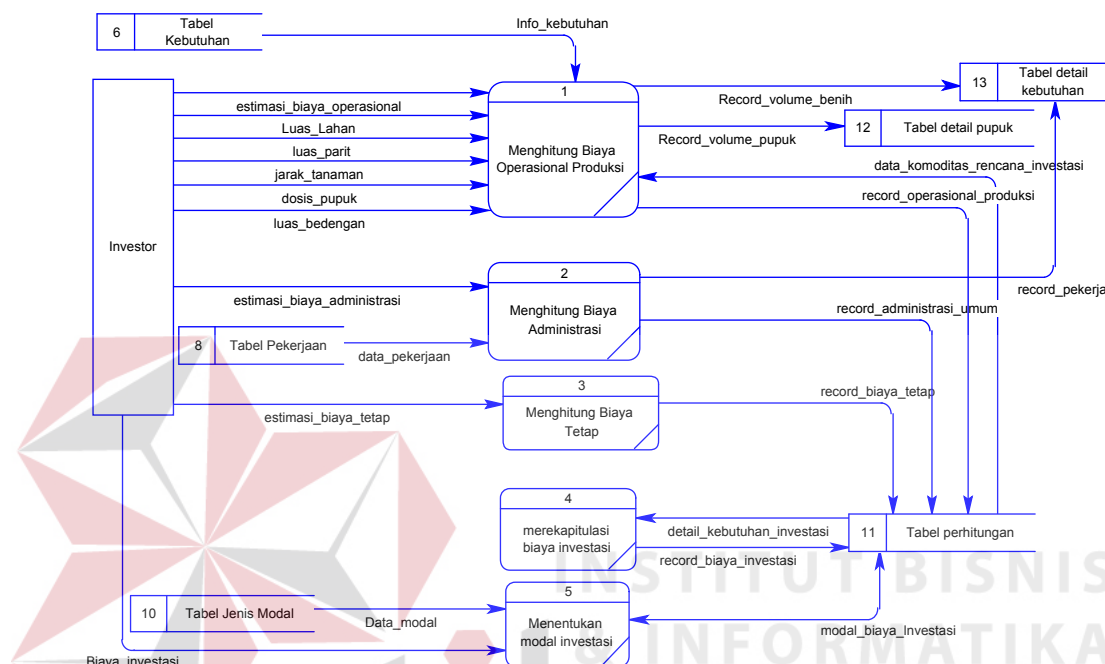 6
Tabel
Kebutuhan
Info_kebutuhan
13
Tabel detail
kebutuhan
1
Menghitung Biaya
Operasional Produksi
Record_volume_benih
12
Tabel detail pupuk
Record_volume_pupuk
estimasi_biaya_operasional
Luas_Lahan
luas_parit
jarak_tanaman
dosis_pupuk
luas_bedengan
data_komoditas_rencana_investasi
record_operasional_produksi
Investor
2
Menghitung Biaya
Administrasi
estimasi_biaya_administrasi
record_pekerja
record_administrasi_umum
8
Tabel Pekerjaan
data_pekerjaan
3
Menghitung Biaya
Tetap
estimasi_biaya_tetap
record_biaya_tetap
4
merekapitulasi
biaya investasi
detail_kebutuhan_investasi
record_biaya_investasi
11
Tabel perhitungan
INSTITUT BISNIS
& INFORMATIKA
10
Tabel Jenis Modal
Data_modal
5
Menentukan
modal investasi
modal_biaya_Investasi
Biaya_investasi